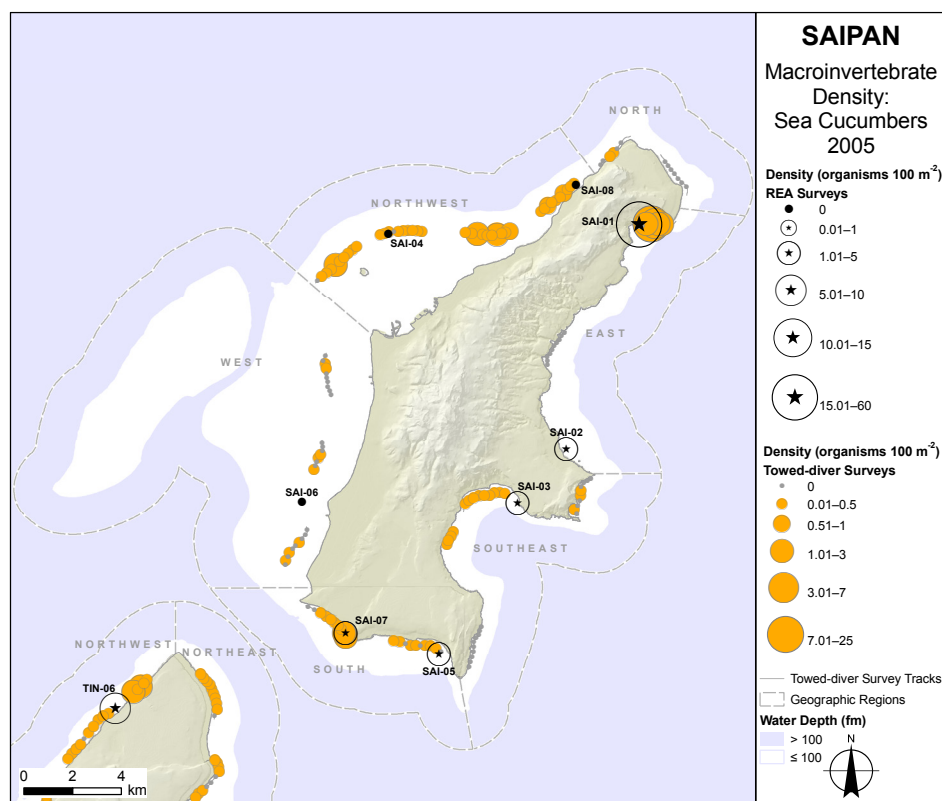 SAIPAN
Macroinvertebrate
Density:
Sea Cucumbers
2005
Density (organisms 100 m⁻²)
REA Surveys
0
0.01–1
1.01–5
5.01–10
10.01–15
15.01–60
Density (organisms 100 m⁻²)
Towed-diver Surveys
0
0.01–0.5
0.51–1
1.01–3
3.01–7
7.01–25
Towed-diver Survey Tracks
Geographic Regions
Water Depth (fm)
> 100
≤ 100
N
NORTH
SAI-08
NORTHWEST
SAI-01
SAI-04
EAST
WEST
SAI-02
SAI-03
SAI-06
SOUTHEAST
SAI-07
NORTHWEST
NORTHEAST
SOUTH
SAI-05
TIN-06
0 2 4
km